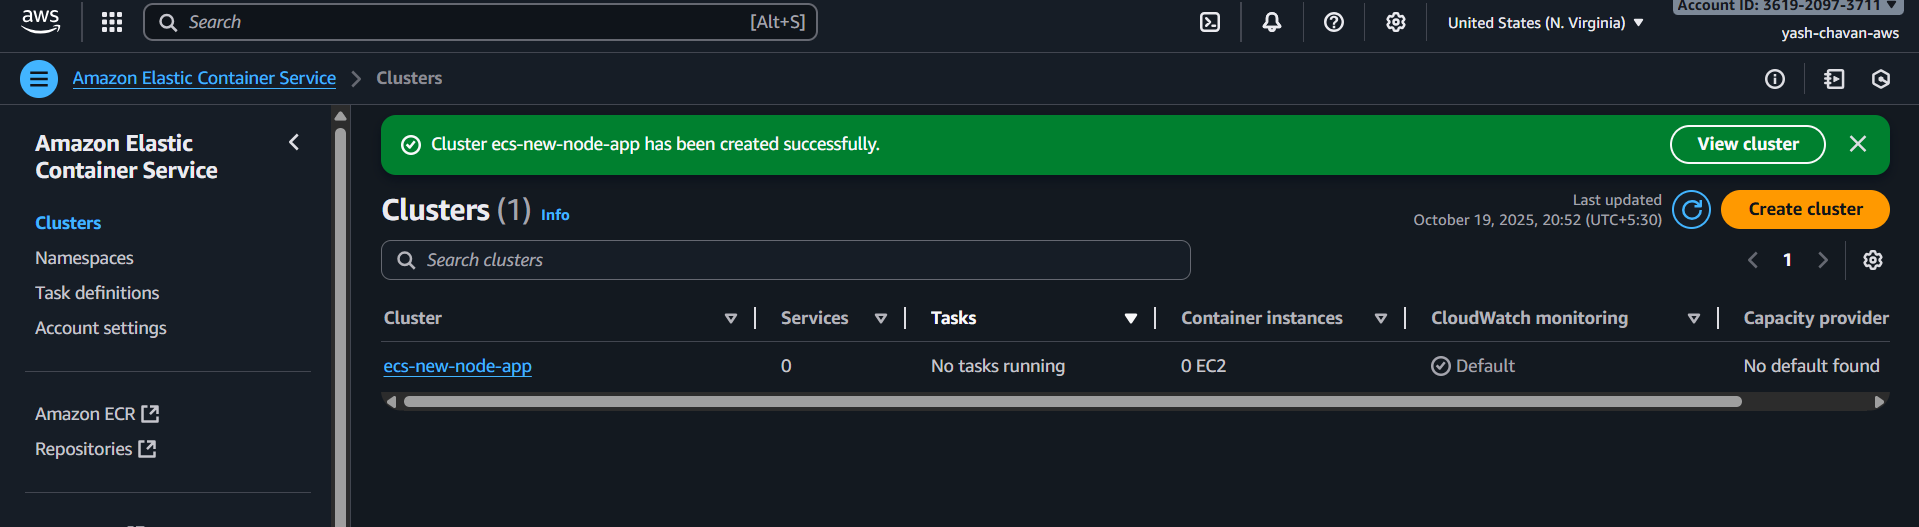 aws
Search [Alt+S]
United States (N. Virginia)
Account ID: 3619-2097-3711
yash-chavan-aws
Amazon Elastic Container Service > Clusters
Amazon Elastic
Container Service
Clusters
Namespaces
Task definitions
Account settings
Amazon ECR
Repositories
Cluster ecs-new-node-app has been created successfully.
View cluster
Clusters (1) Info
Last updated
October 19, 2025, 20:52 (UTC+5:30)
Create cluster
Search clusters
1
Cluster Services Tasks Container instances CloudWatch monitoring Capacity provider
ecs-new-node-app 0 No tasks running 0 EC2 Default No default found